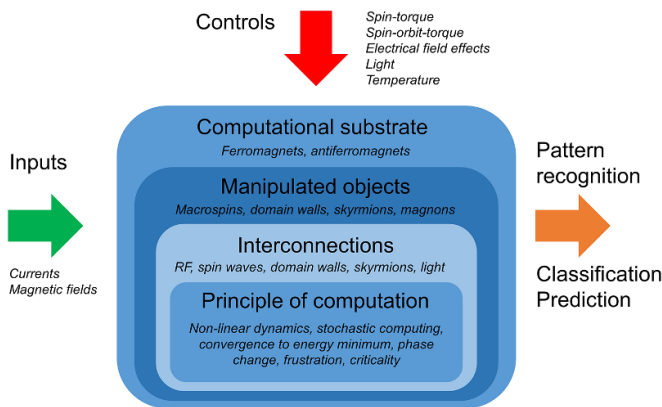 Controls
Spin-torque
Spin-orbit-torque
Electrical field effects
Light
Temperature
Inputs
Currents
Magnetic fields
Computational substrate
Ferromagnets, antiferromagnets
Manipulated objects
Macrospins, domain walls, skyrmions, magnons
Interconnections
RF, spin waves, domain walls, skyrmions, light
Principle of computation
Non-linear dynamics, stochastic computing,
convergence to energy minimum, phase
change, frustration, criticality
Pattern
recognition
Classification
Prediction